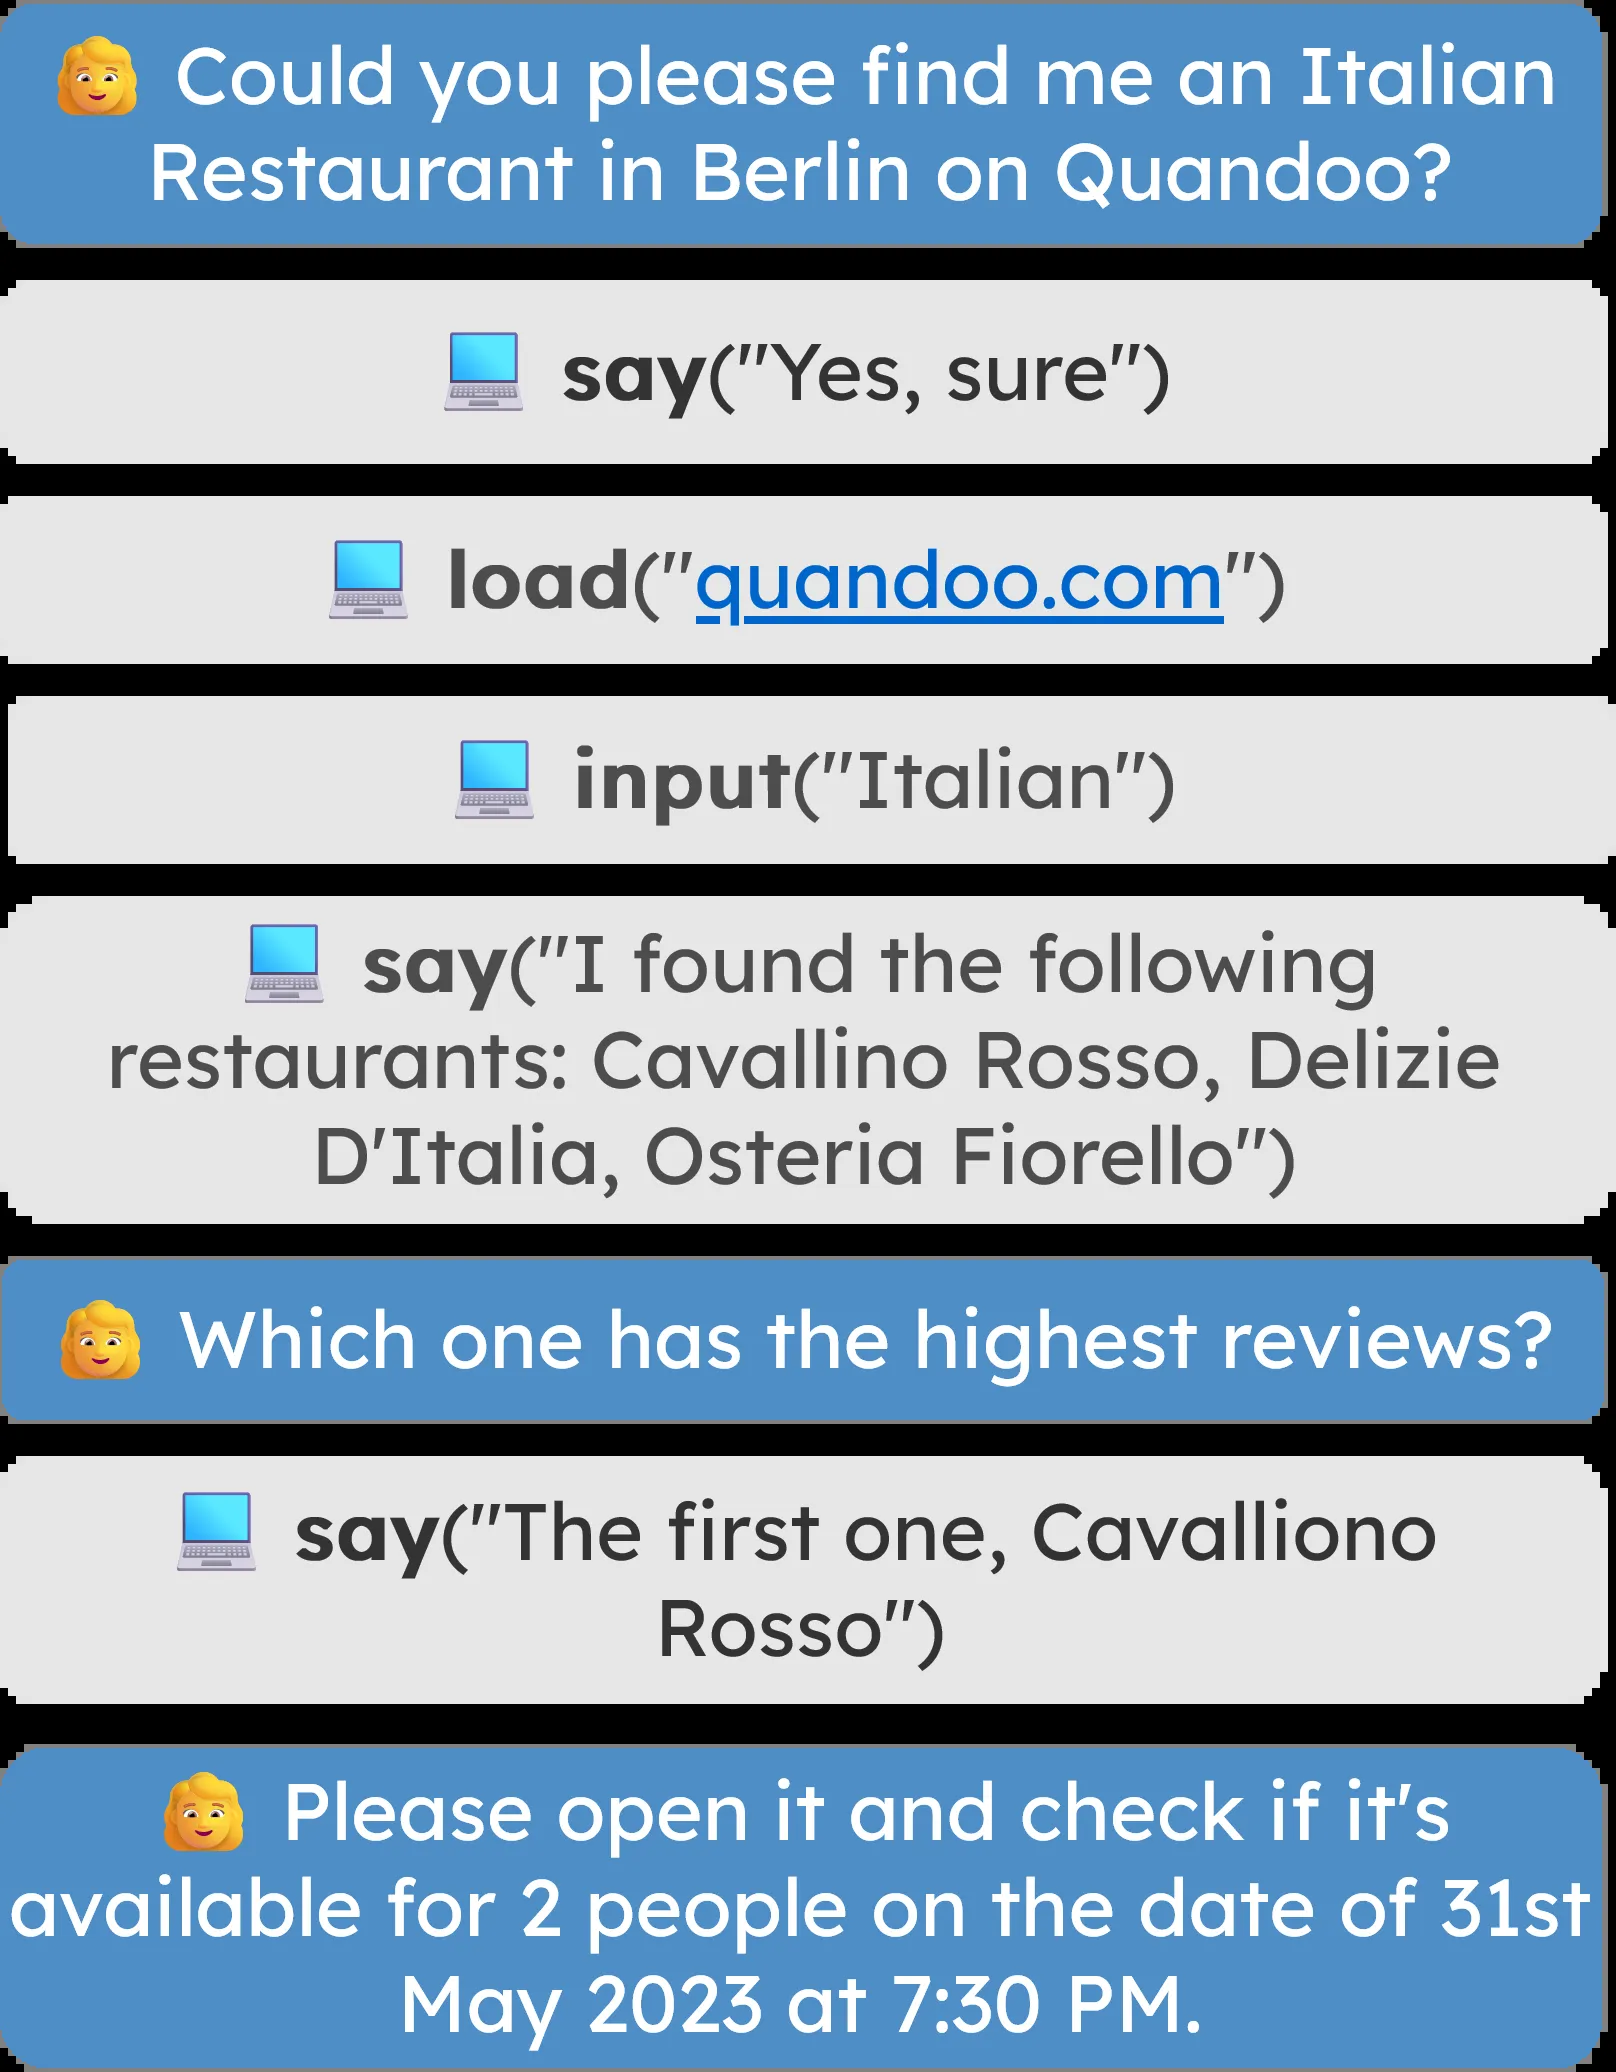 Could you please find me an Italian
Restaurant in Berlin on Quandoo?
say("Yes, sure")
load("quandoo.com")
input("Italian")
say("I found the following
restaurants: Cavallino Rosso, Delizie
D'Italia, Osteria Fiorello")
Which one has the highest reviews?
say("The first one, Cavalliono
Rosso")
Please open it and check if it's
available for 2 people on the date of 31st
May 2023 at 7:30 PM.